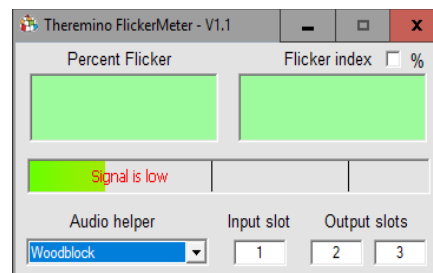 Theremino FlickerMeter - V1.1
Percent Flicker Flicker index %
Signal is low
Audio helper Input slot Output slots
Woodblock 1 2 3